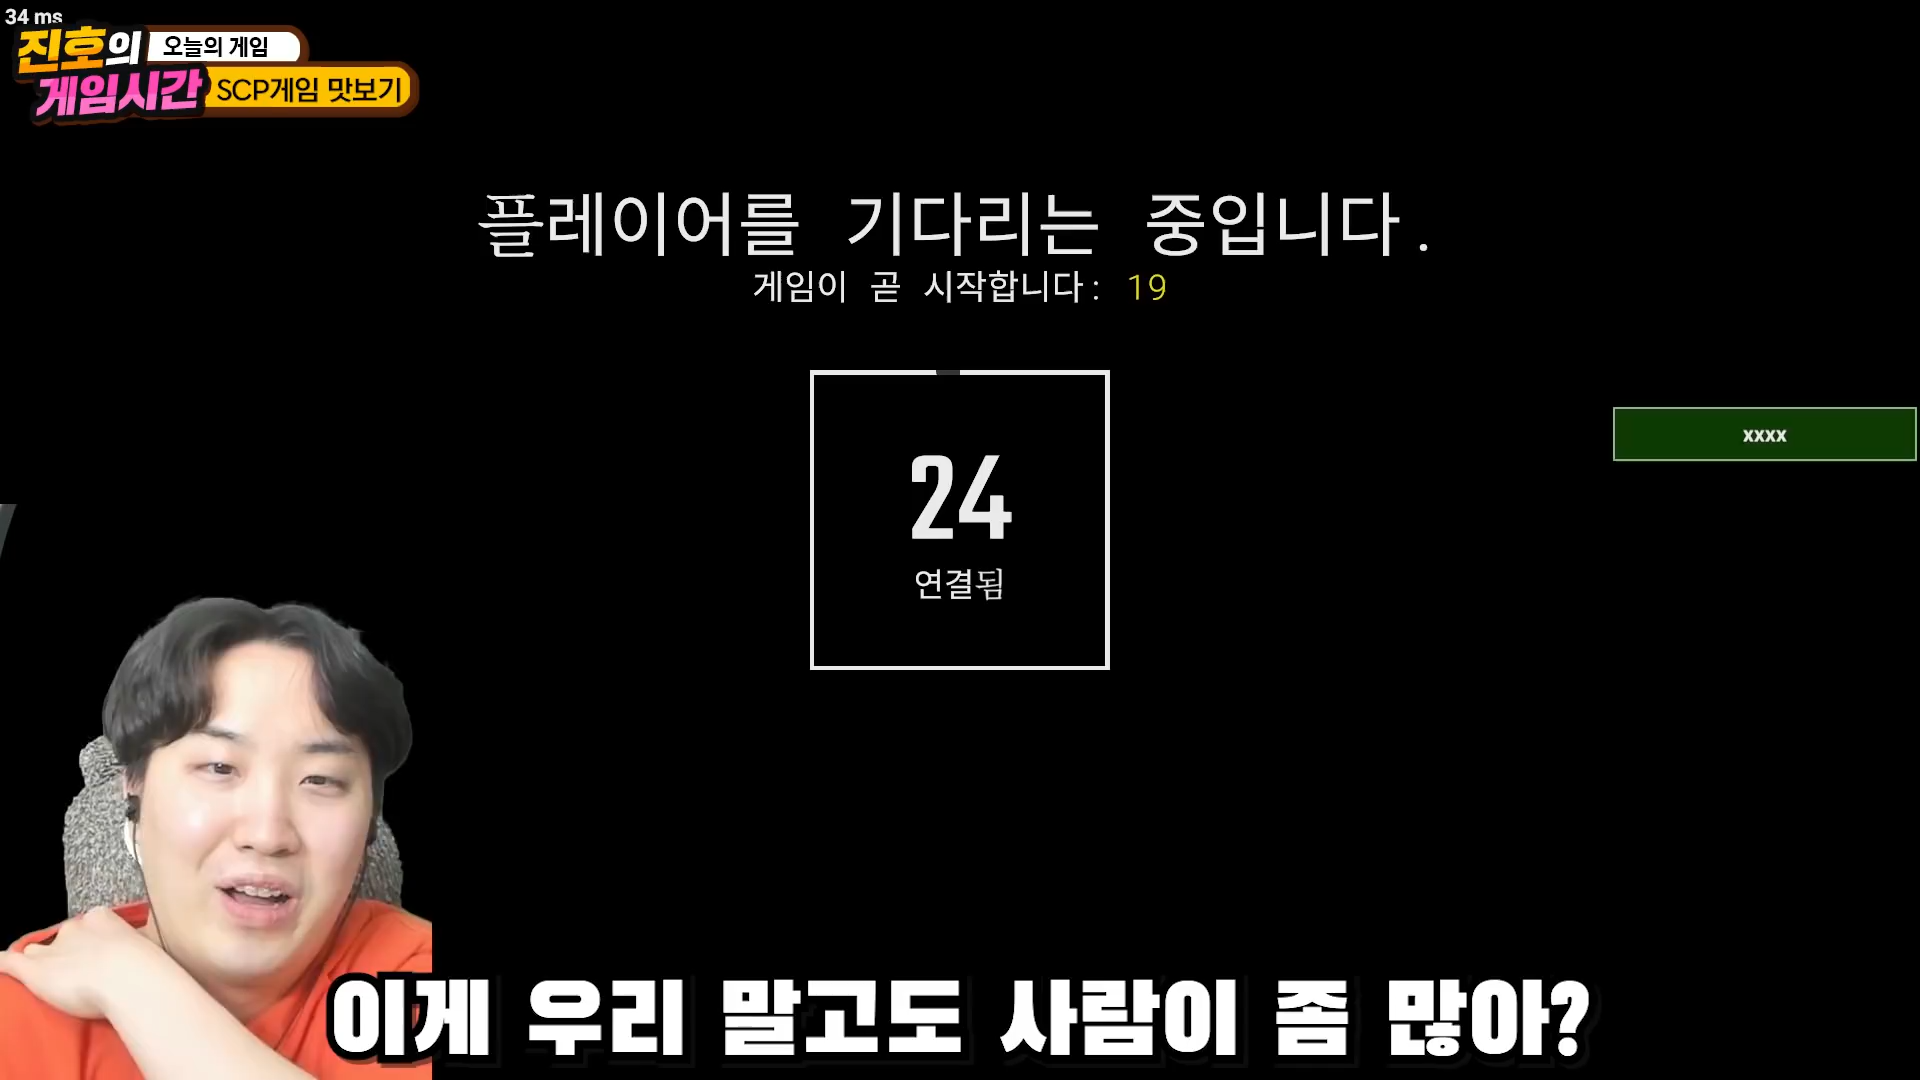 34 ms
진호의
게임시간
오늘의 게임
SCP게임 맛보기
플레이어를 기다리는 중입니다.
게임이 곧 시작합니다: 19
24
연결됨
xxxx
이게 우리 말고도 사람이 좀 많아?